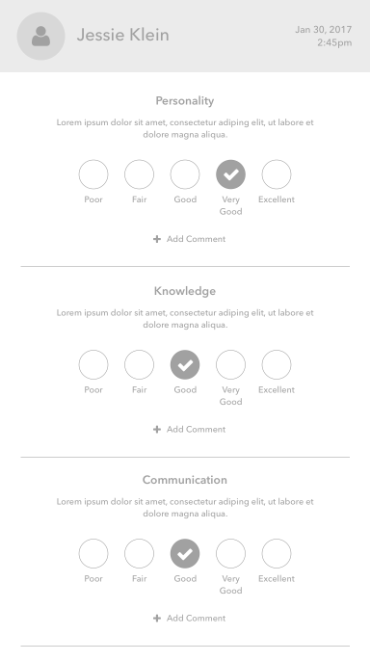 Jessie Klein
Jan 30, 2017
2:45pm
Personality
Lorem ipsum dolor sit amet, consectetur adiping elit, ut labore et
dolore magna aliqua.
Poor Fair Good Very Good Excellent
+ Add Comment
Knowledge
Lorem ipsum dolor sit amet, consectetur adiping elit, ut labore et
dolore magna aliqua.
Poor Fair Good Very Good Excellent
+ Add Comment
Communication
Lorem ipsum dolor sit amet, consectetur adiping elit, ut labore et
dolore magna aliqua.
Poor Fair Good Very Good Excellent
+ Add Comment